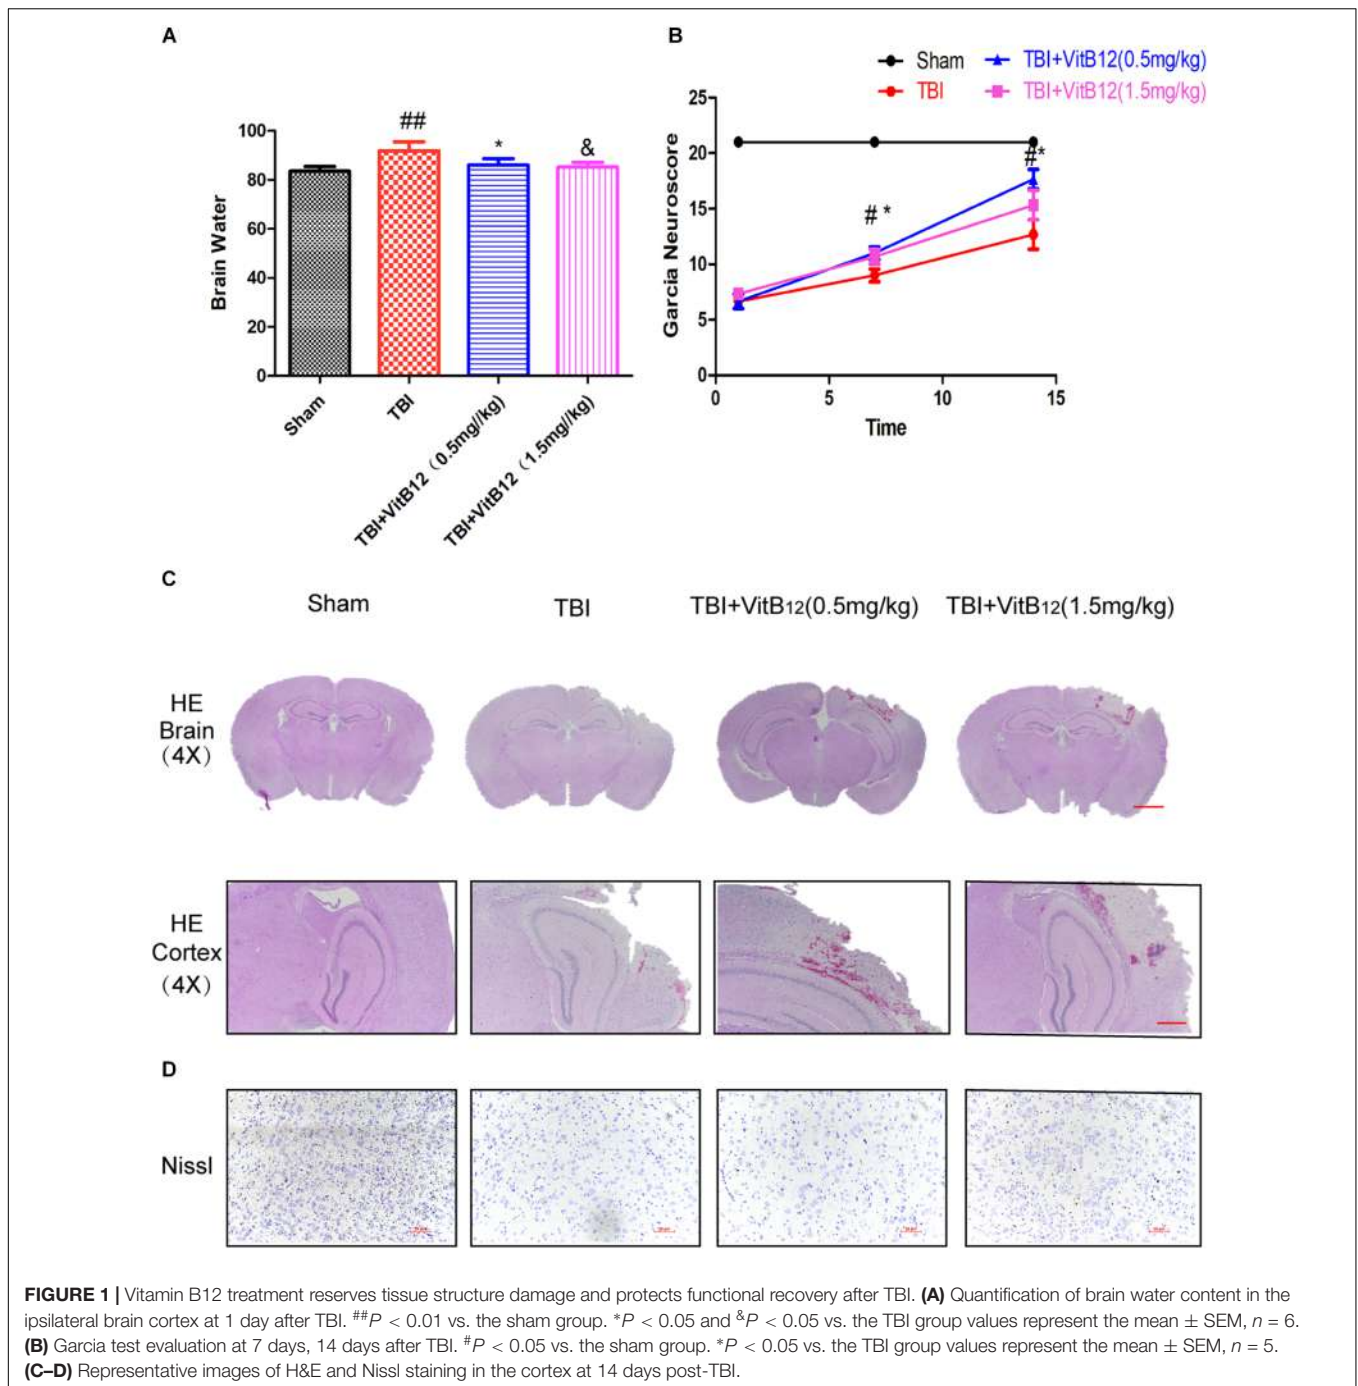 A
##
*
&
100
80
60
40
20
0
Brain Water
Sham
TBI
TBI+VitB12（0.5mg//kg)
TBI+VitB12（1.5mg//kg)
B
Sham
TBI+VitB12(0.5mg/kg)
TBI
TBI+VitB12(1.5mg/kg)
25
20
15
10
5
0
Garcia Neuroscore
# *
#*
0
5
10
15
Time
C
Sham
TBI
TBI+VitB12(0.5mg/kg)
TBI+VitB12(1.5mg/kg)
HE
Brain
(4X)
HE
Cortex
(4X)
D
Nissl
FIGURE 1 | Vitamin B12 treatment reserves tissue structure damage and protects functional recovery after TBI. (A) Quantification of brain water content in the
ipsilateral brain cortex at 1 day after TBI. ##P < 0.01 vs. the sham group. *P < 0.05 and &P < 0.05 vs. the TBI group values represent the mean ± SEM, n = 6.
(B) Garcia test evaluation at 7 days, 14 days after TBI. #P < 0.05 vs. the sham group. *P < 0.05 vs. the TBI group values represent the mean ± SEM, n = 5.
(C–D) Representative images of H&E and Nissl staining in the cortex at 14 days post-TBI.